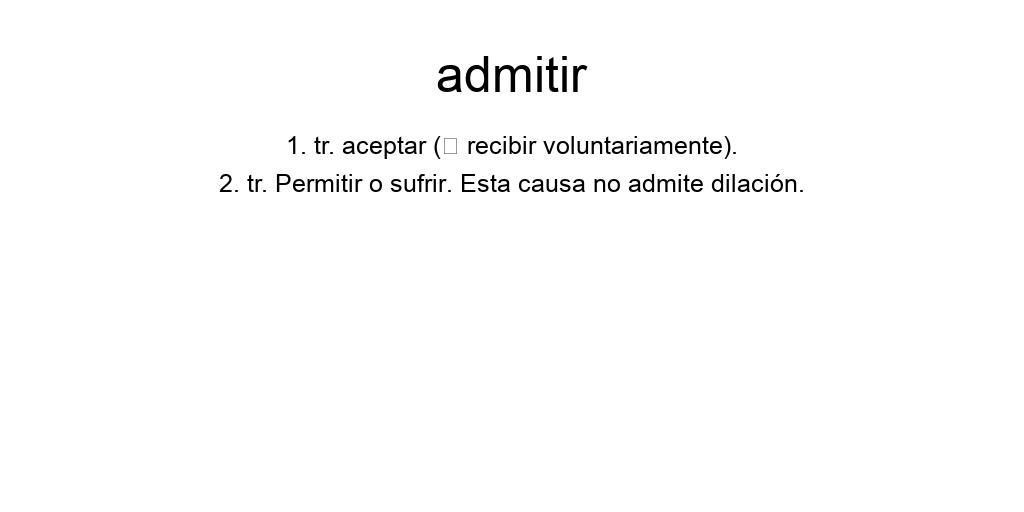 admitir
1. tr. aceptar (□ recibir voluntariamente).
2. tr. Permitir o sufrir. Esta causa no admite dilación.